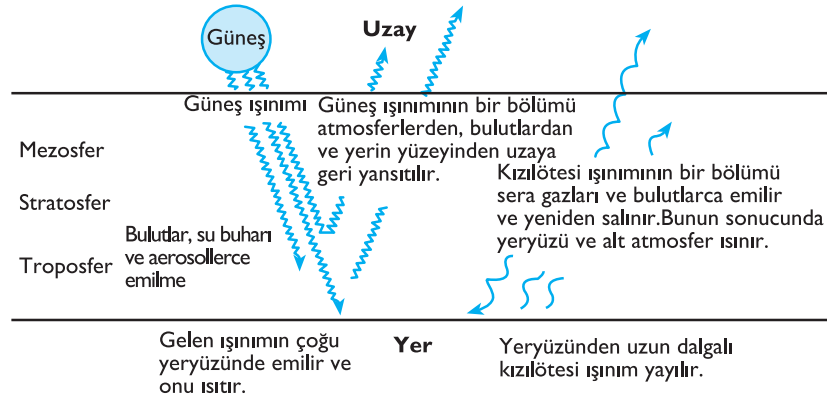 Güneş
Uzay
Güneş ışınımı
Güneş ışınımının bir bölümü
atmosferlerden, bulutlardan
ve yerin yüzeyinden uzaya
geri yansıtılır.
Mezosfer
Stratosfer
Troposfer
Kızılötesi ışınımının bir bölümü
sera gazları ve bulutlarca emilir
ve yeniden salınır.Bunun sonucunda
yeryüzü ve alt atmosfer ısınır.
Bulutlar, su buharı
ve aerosollerce
emilme
Gelen ışınımın çoğu
yeryüzünde emilir ve
onu ısıtır.
Yer
Yeryüzünden uzun dalgalı
kızılötesi ışınım yayılır.